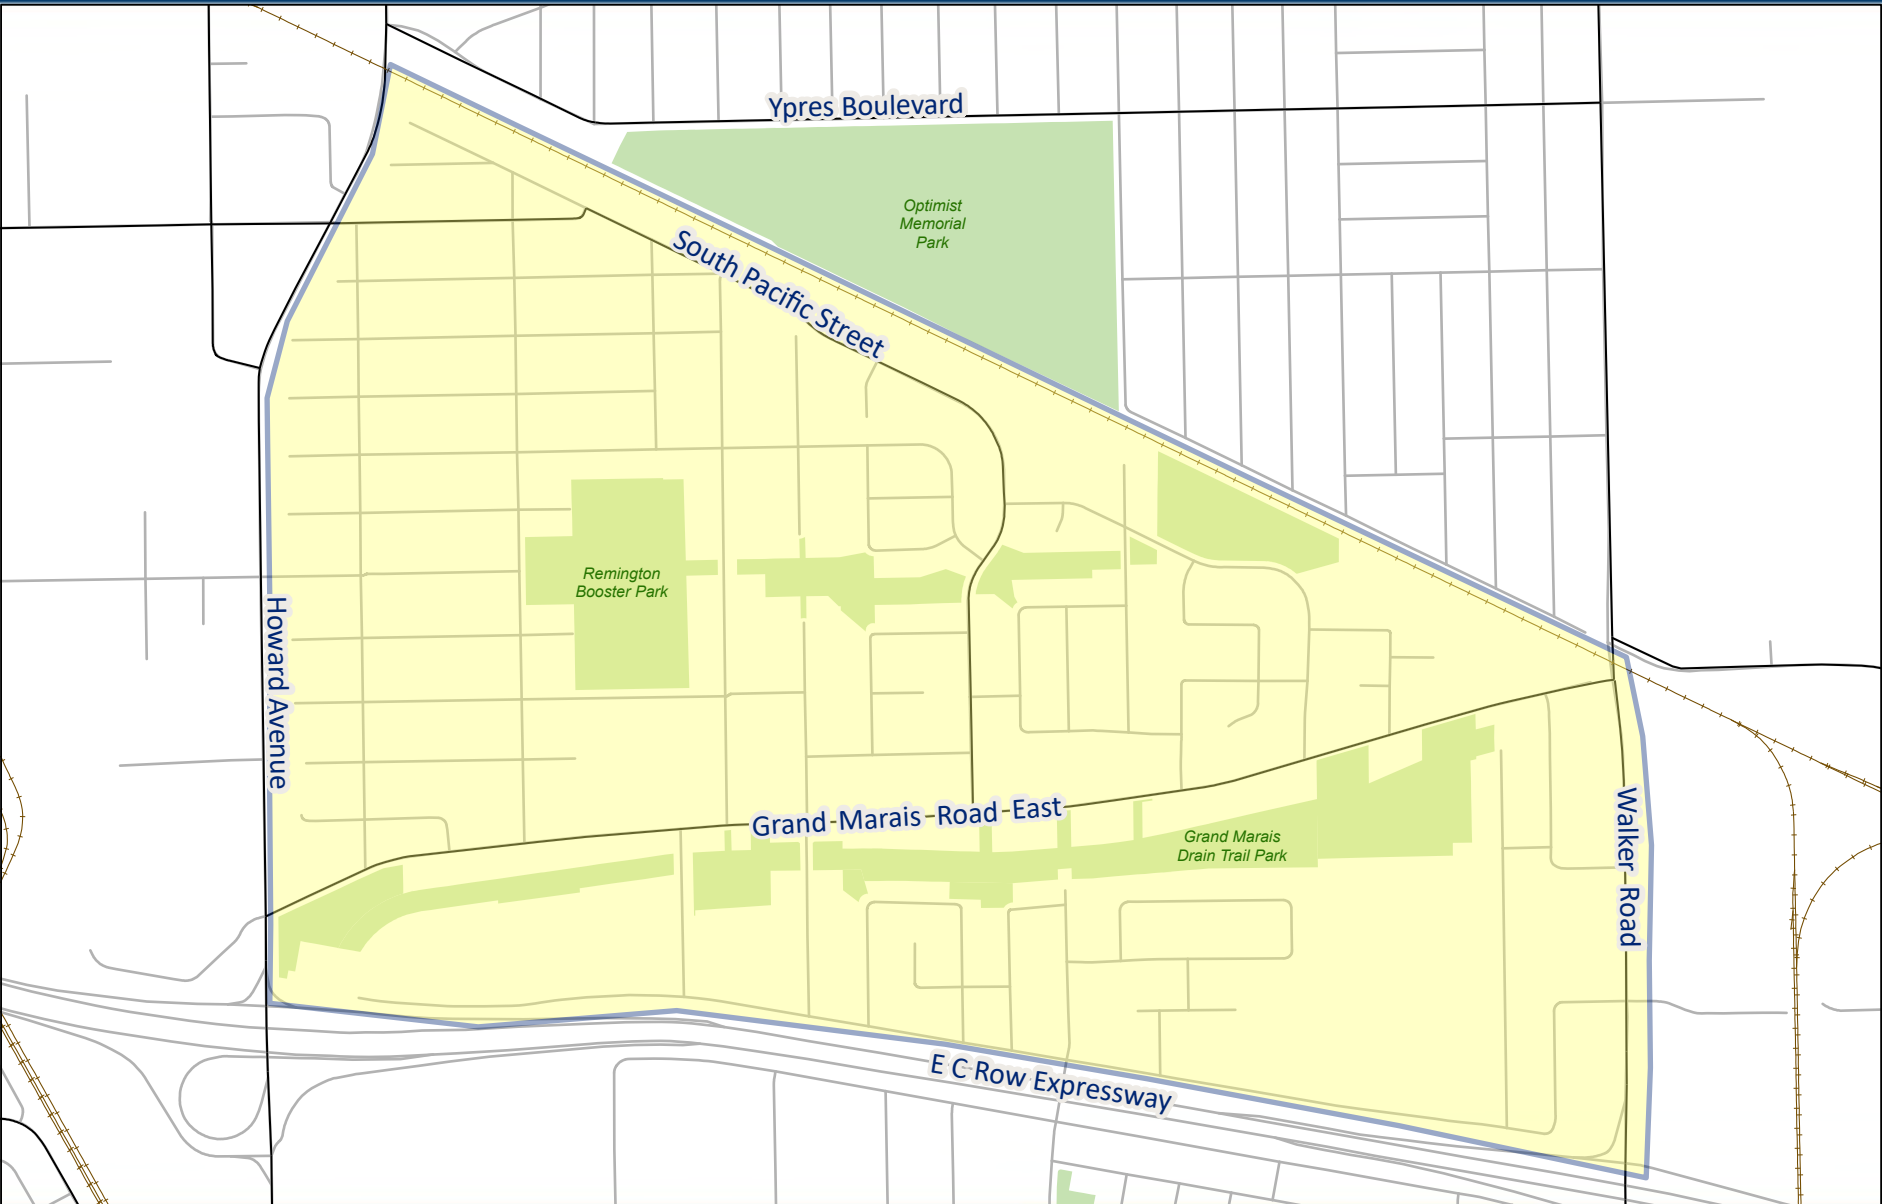 Ypres Boulevard
Optimist
Memorial
Park
South Pacific Street
Remington
Booster Park
Howard Avenue
Grand Marais Road East
Grand Marais
Drain Trail Park
Walker Road
E C Row Expressway